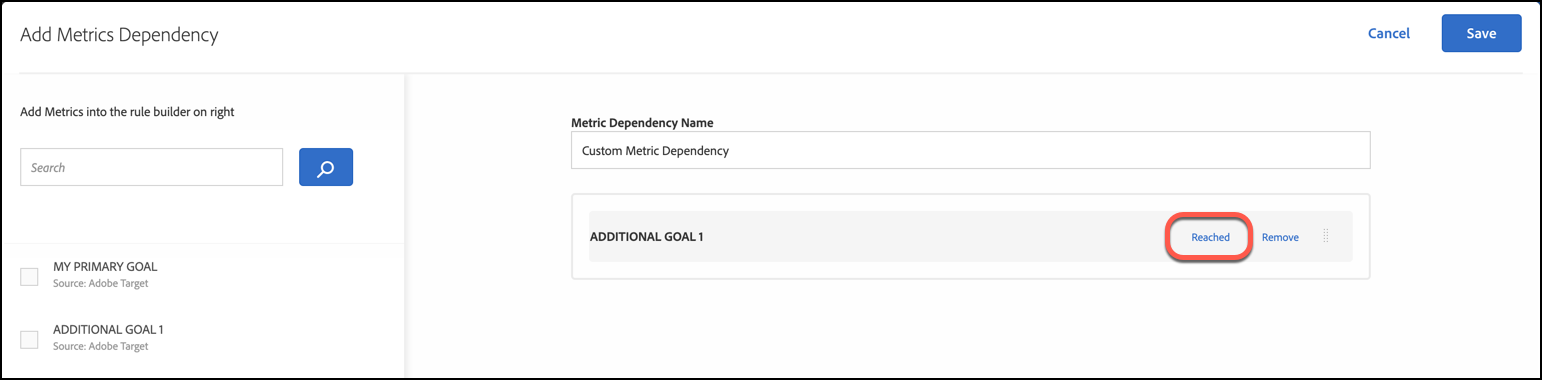 Add Metrics Dependency
Cancel
Save
Add Metrics into the rule builder on right
Search
MY PRIMARY GOAL
Source: Adobe Target
ADDITIONAL GOAL 1
Source: Adobe Target
Metric Dependency Name
Custom Metric Dependency
ADDITIONAL GOAL 1
Reached
Remove